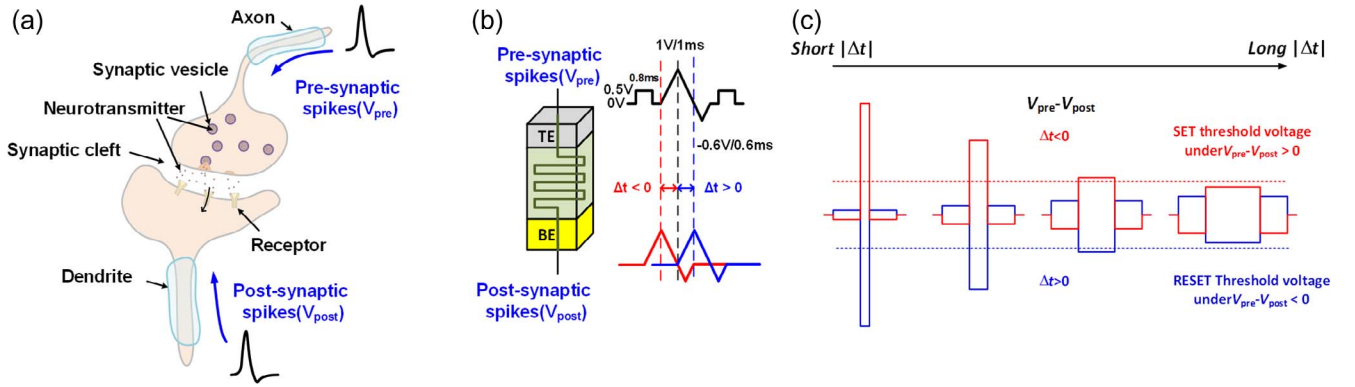 (a)
Axon
Synaptic vesicle
Neurotransmitter
Synaptic cleft
Pre-synaptic
spikes(Vpre)
Receptor
Dendrite
Post-synaptic
spikes(Vpost)
(b)
1V/1ms
Pre-synaptic
spikes(Vpre)
0.8ms
0.5V
0V
-0.6V/0.6ms
TE
BE
Δt < 0
Δt > 0
Post-synaptic
spikes(Vpost)
(c)
Short |Δt|
Long |Δt|
Vpre-Vpost
Δt<0
SET threshold voltage
underVpre-Vpost > 0
Δt>0
RESET Threshold voltage
underVpre-Vpost < 0